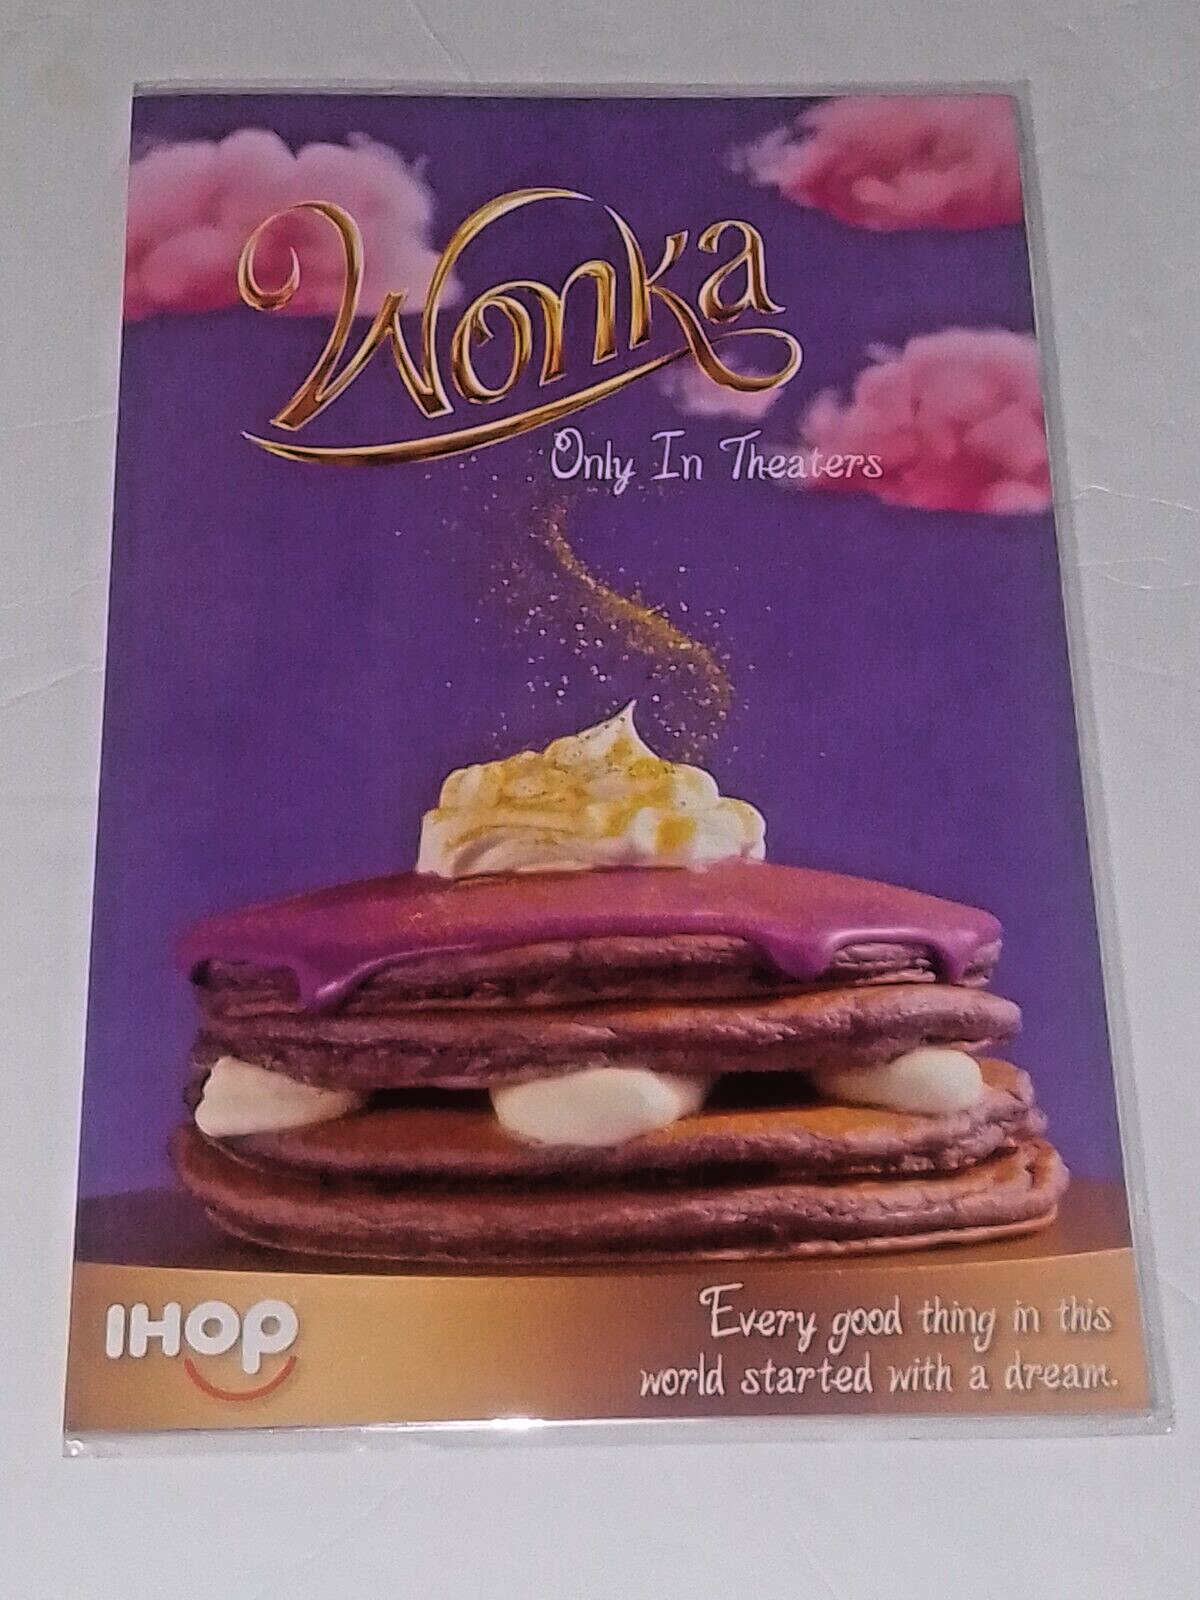 Wonka
Only In Theaters
IHOP
Every good thing in this
world started with a dream.